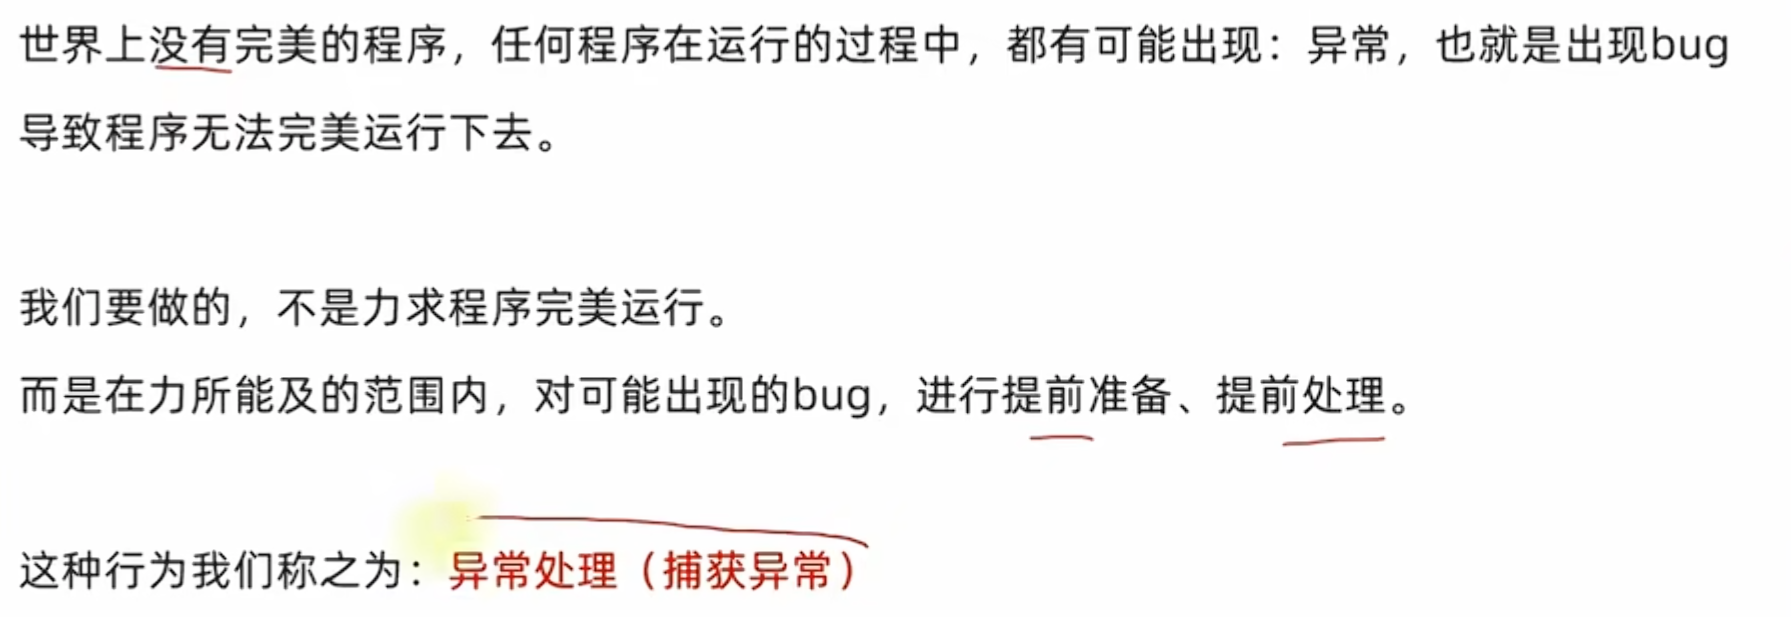 世界上没有完美的程序，任何程序在运行的过程中，都有可能出现：异常，也就是出现bug
导致程序无法完美运行下去。
我们要做的，不是力求程序完美运行。
而是在力所能及的范围内，对可能出现的bug，进行提前准备、提前处理。
这种行为我们称之为：异常处理（捕获异常）